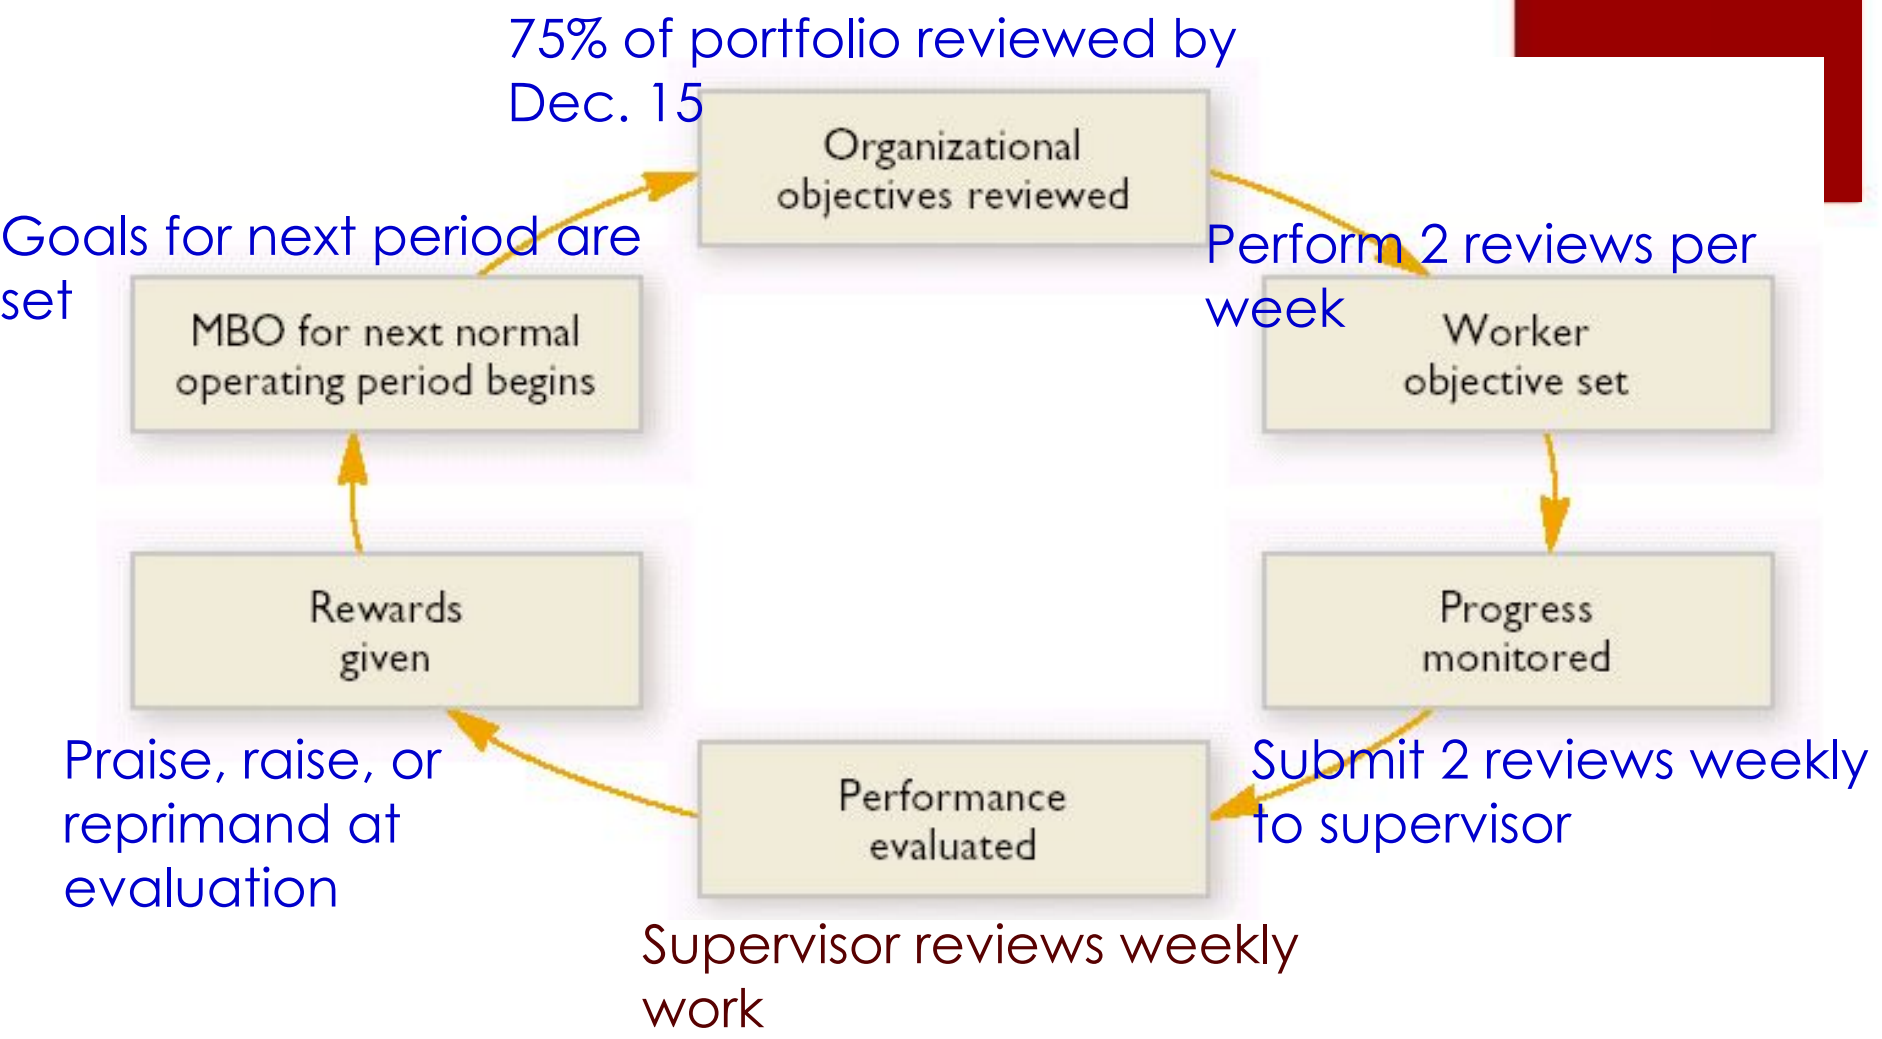 75% of portfolio reviewed by
Dec. 15
Organizational
objectives reviewed
Goals for next period are
set
MBO for next normal
operating period begins
Perform 2 reviews per
week
Worker
objective set
Rewards
given
Progress
monitored
Praise, raise, or
reprimand at
evaluation
Performance
evaluated
Submit 2 reviews weekly
to supervisor
Supervisor reviews weekly
work